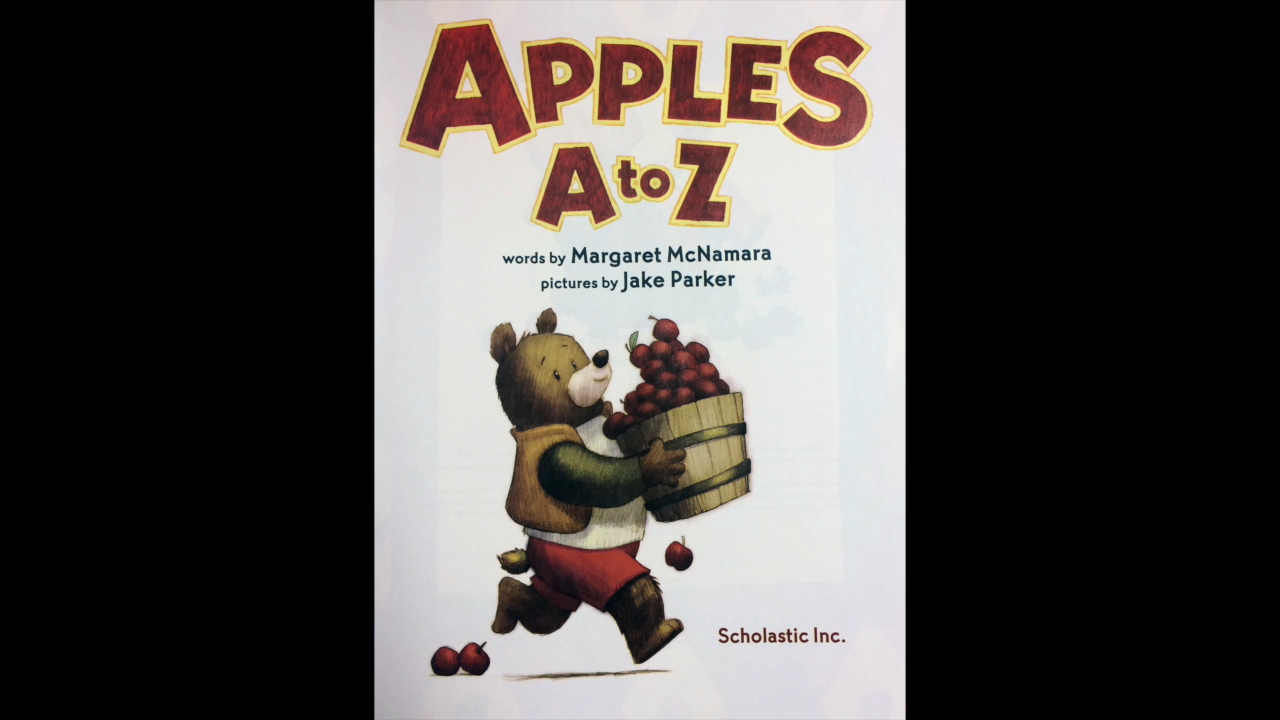 APPLES
A to Z
words by Margaret McNamara
pictures by Jake Parker
Scholastic Inc.